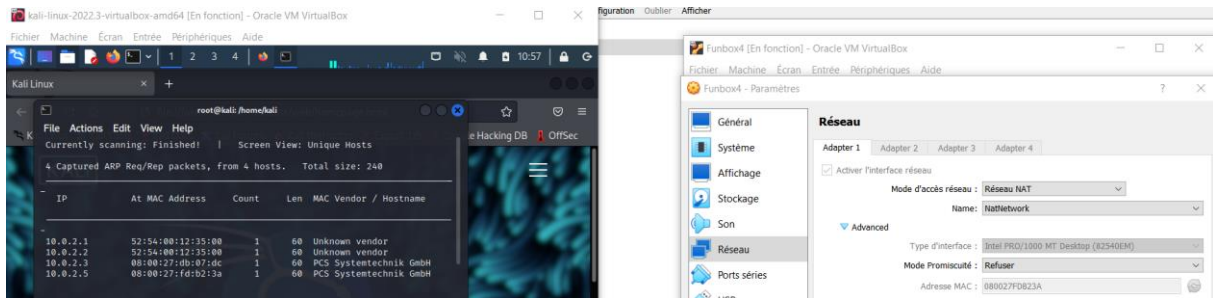 kali-linux-2022.3-virtualbox-amd64 [En fonction] - Oracle VM VirtualBox
Fichier Machine Écran Entrée Périphériques Aide
1 2 3 4 10:57
Kali Linux
root@kali: /home/kali
File Actions Edit View Help
e Hacking DB OffSec
Currently scanning: Finished! | Screen View: Unique Hosts
4 Captured ARP Req/Rep packets, from 4 hosts. Total size: 240
IP At MAC Address Count Len MAC Vendor / Hostname
10.0.2.1 52:54:00:12:35:00 1 60 Unknown vendor
10.0.2.2 52:54:00:12:35:00 1 60 Unknown vendor
10.0.2.3 08:00:27:db:07:dc 1 60 PCS Systemtechnik GmbH
10.0.2.5 08:00:27:fd:b2:3a 1 60 PCS Systemtechnik GmbH
figuration Oublier Afficher
Funbox4 [En fonction] - Oracle VM VirtualBox
Fichier Machine Écran Entrée Périphériques Aide
Funbox4 - Paramètres
Général
Système
Affichage
Stockage
Son
Réseau
Ports séries
Réseau
Adapter 1 Adapter 2 Adapter 3 Adapter 4
Activer l'interface réseau
Mode d'accès réseau : Réseau NAT
Name: NatNetwork
Advanced
Type d'interface : Intel PRO/1000 MT Desktop (82540EM)
Mode Promiscuité : Refuser
Adresse MAC : 080027FDB23A